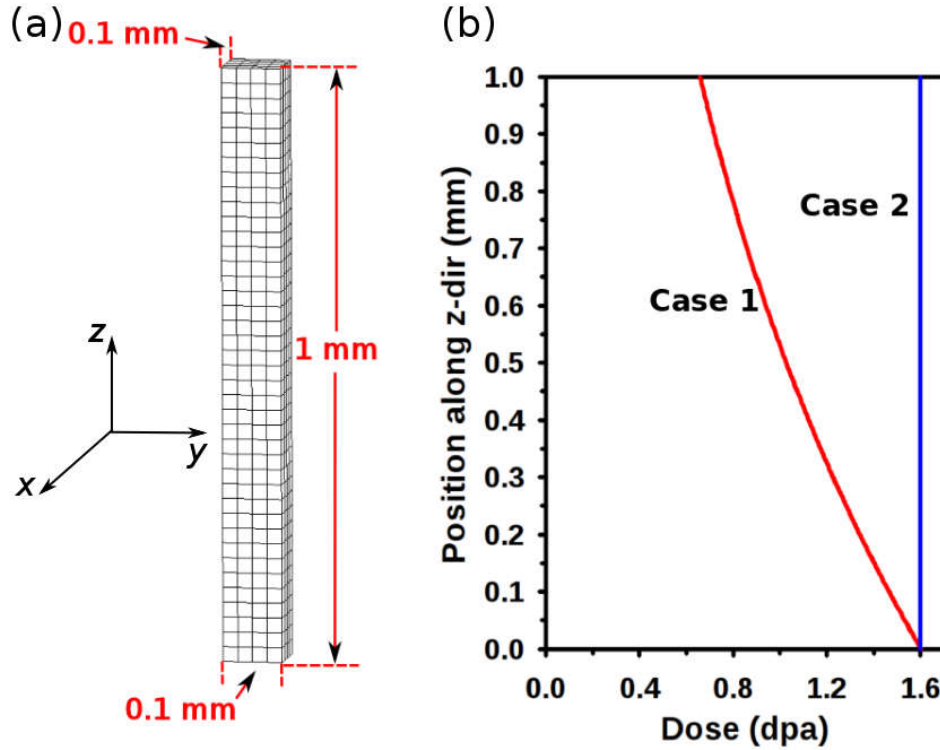 (a)
0.1 mm
1 mm
z
y
x
0.1 mm
(b)
Position along z-dir (mm)
1.0
0.9
0.8
0.7
0.6
0.5
0.4
0.3
0.2
0.1
0.0
Case 2
Case 1
0.0 0.4 0.8 1.2 1.6
Dose (dpa)